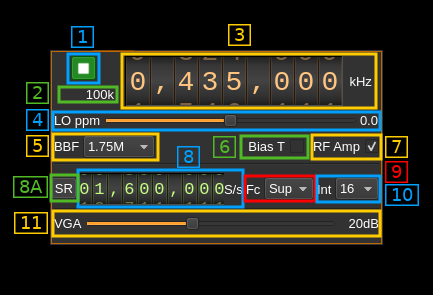 1
3
2
100k
0,435,000 kHz
4
LO ppm 0.0
5
BBF 1.75M
6
Bias T
RF Amp ✓
7
8
9
8A
SR
01,600,000 S/s
Fc Sup
Int 16
10
11
VGA 20dB